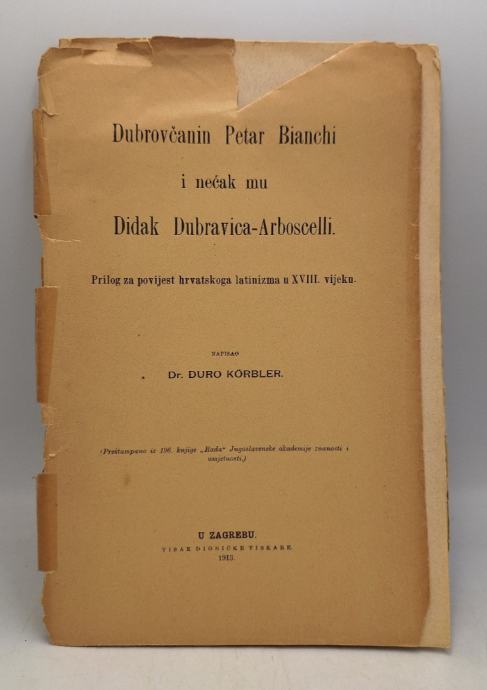 Dubrovčanin Petar Bianchi
i nećak mu
Didak Dubravica-Arboscelli.
Prilog za povijest hrvatskoga latinizma u XVIII. vijeku.
NAPISAO
Dr. ĐURO KÖRBLER.
(Preštampano iz 196. knjige „Rada“ Jugoslavenske akademije znanosti i
umjetnosti.)
U ZAGREBU.
TISAK DIONIČKE TISKARE.
1913.